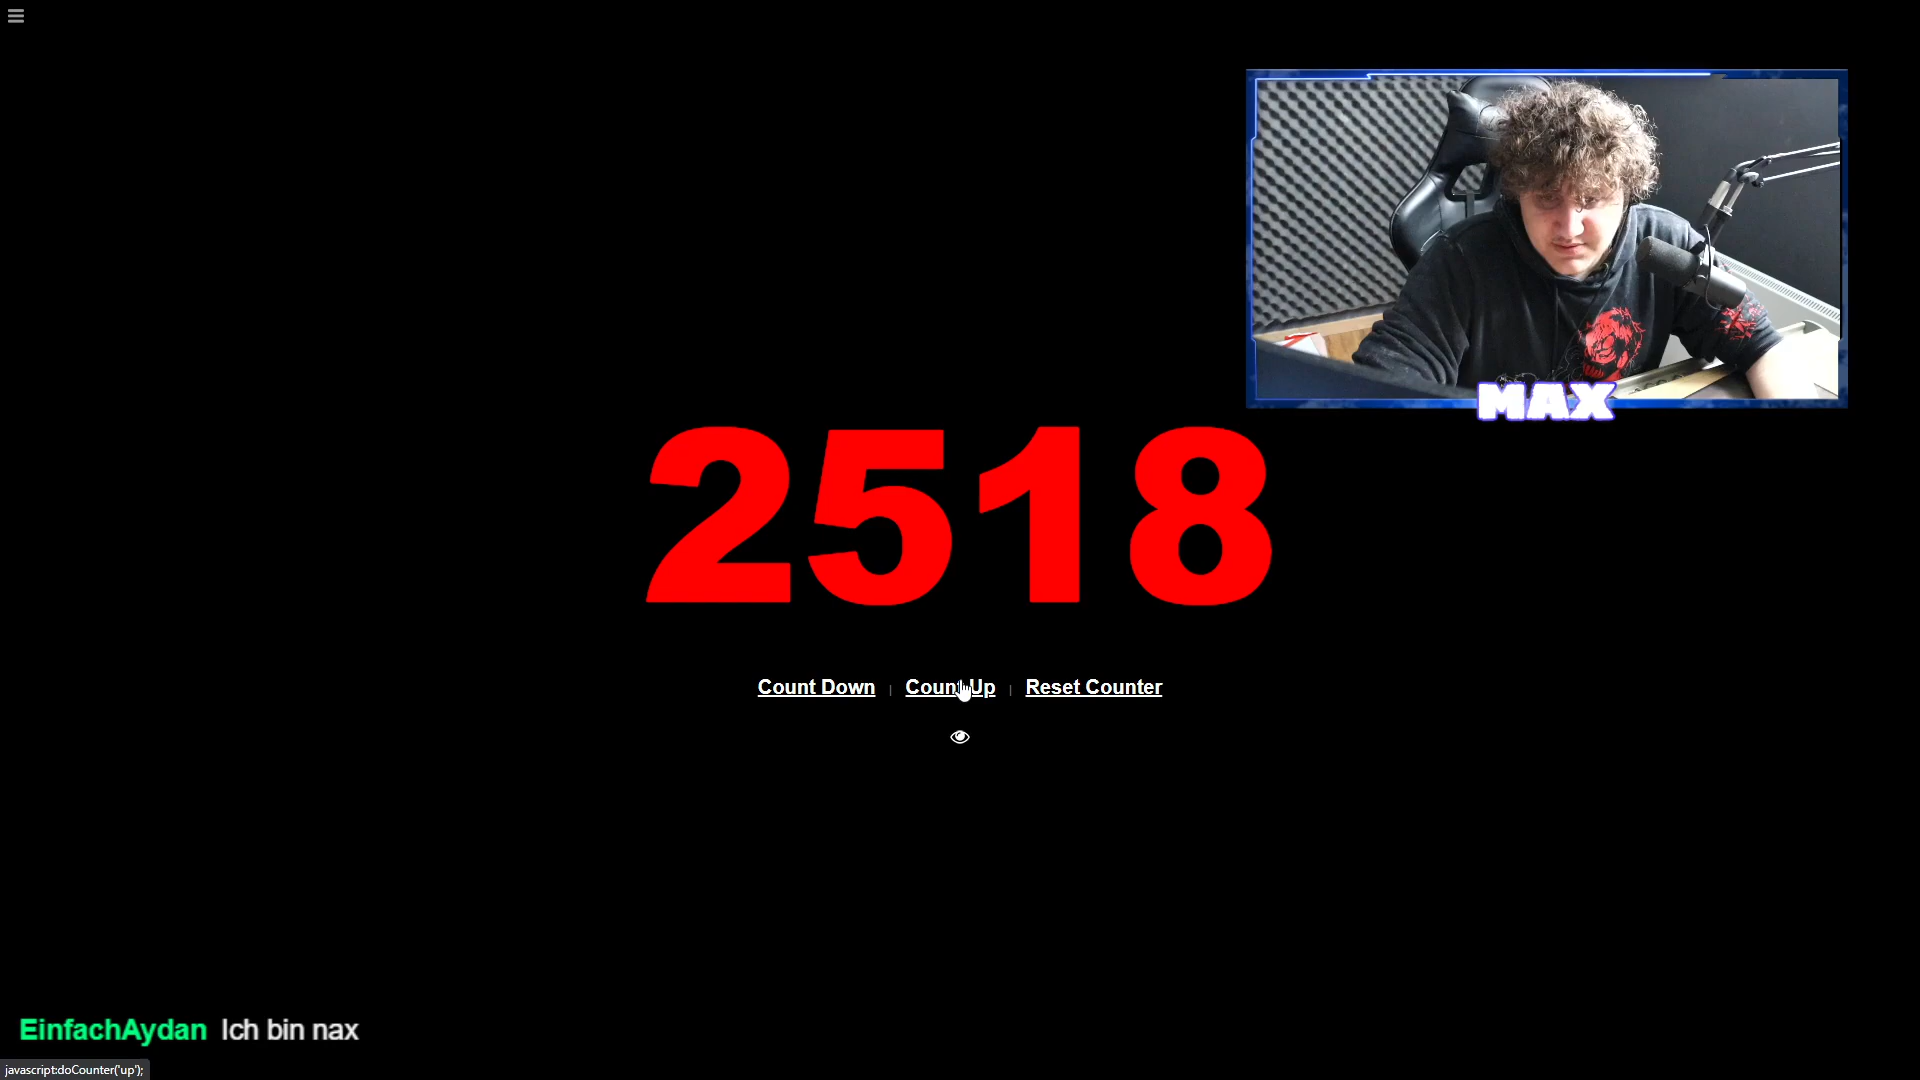 MAX
2518
Count Down | Count Up | Reset Counter
EinfachAydan Ich bin nax
javascript:doCounter('up');